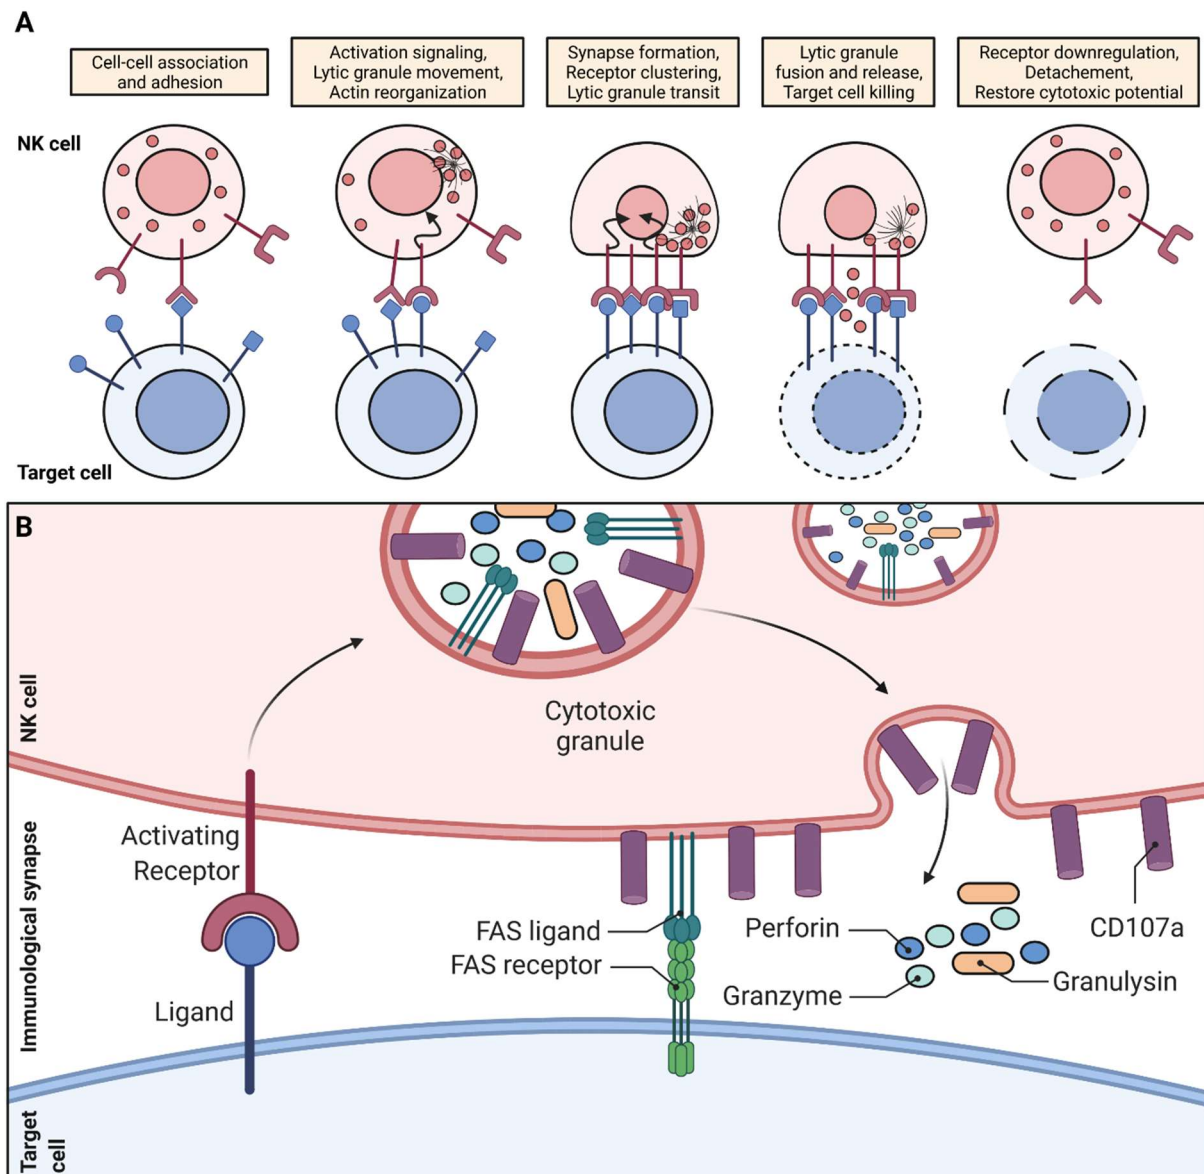 A
Cell-cell association
and adhesion
Activation signaling,
Lytic granule movement,
Actin reorganization
Synapse formation,
Receptor clustering,
Lytic granule transit
Lytic granule
fusion and release,
Target cell killing
Receptor downregulation,
Detachement,
Restore cytotoxic potential
NK cell
Target cell
B
NK cell
Cytotoxic
granule
Immunological synapse
Activating
Receptor
Ligand
FAS ligand
FAS receptor
Perforin
Granzyme
CD107a
Granulysin
Target
cell